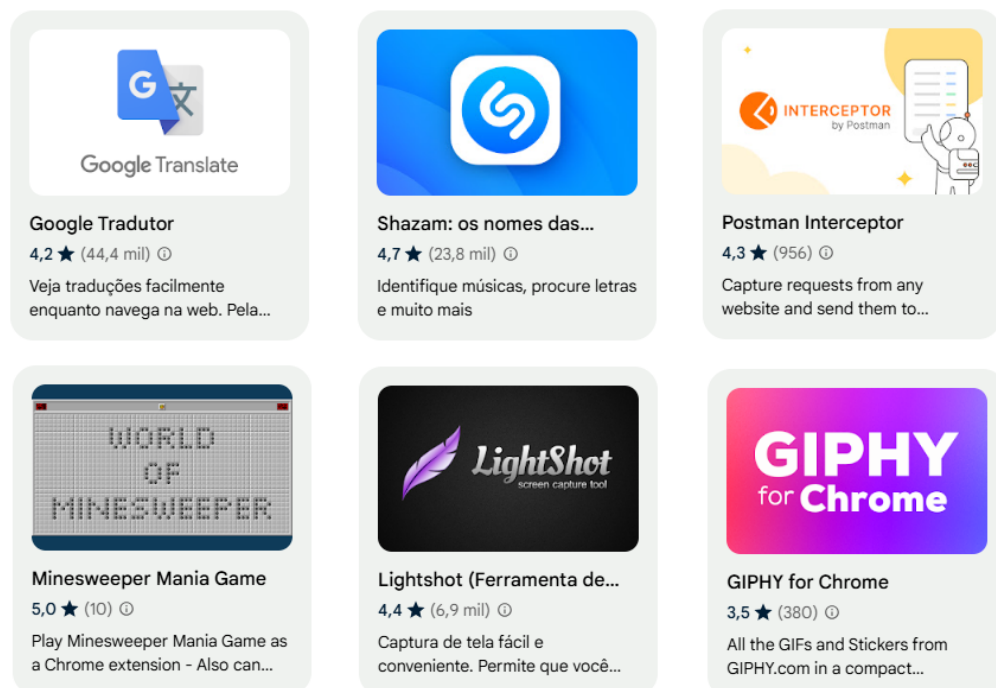 G 文
Google Translate
Google Tradutor
4,2 ★ (44,4 mil)
Veja traduções facilmente
enquanto navega na web. Pela...
Shazam: os nomes das...
4,7 ★ (23,8 mil)
Identifique músicas, procure letras
e muito mais
INTERCEPTOR
by Postman
Postman Interceptor
4,3 ★ (956)
Capture requests from any
website and send them to...
WORLD
OF
MINESWEEPER
Minesweeper Mania Game
5,0 ★ (10)
Play Minesweeper Mania Game as
a Chrome extension - Also can...
LightShot
screen capture tool
Lightshot (Ferramenta de...
4,4 ★ (6,9 mil)
Captura de tela fácil e
conveniente. Permite que você...
GIPHY
for Chrome
GIPHY for Chrome
3,5 ★ (380)
All the GIFs and Stickers from
GIPHY.com in a compact...